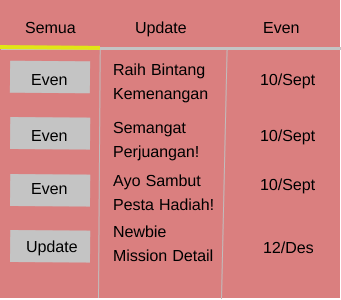 Semua Update Even
Even Raih Bintang Kemenangan 10/Sept
Even Semangat Perjuangan! 10/Sept
Even Ayo Sambut Pesta Hadiah! 10/Sept
Update Newbie Mission Detail 12/Des